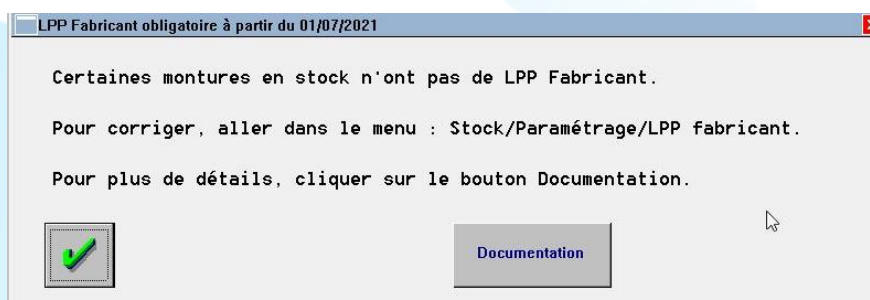 LPP Fabricant obligatoire à partir du 01/07/2021
Certaines montures en stock n'ont pas de LPP Fabricant.
Pour corriger, aller dans le menu : Stock/Paramétrage/LPP fabricant.
Pour plus de détails, cliquer sur le bouton Documentation.
Documentation